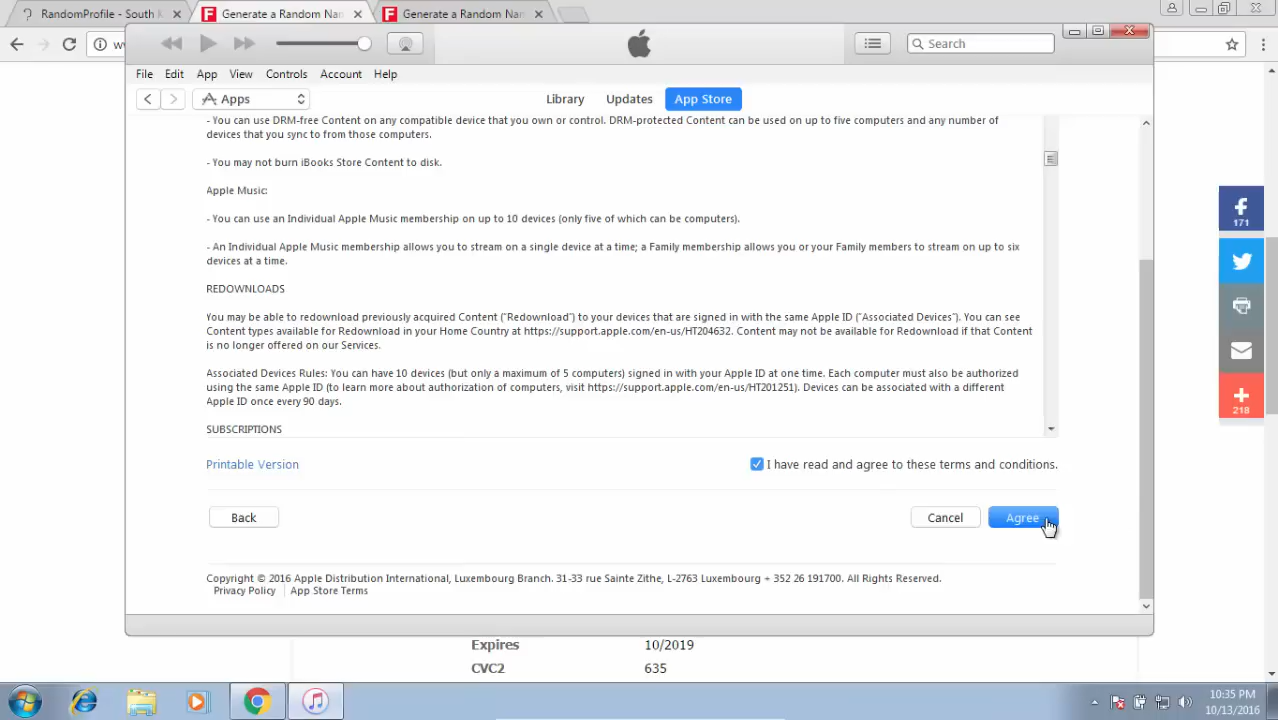 RandomProfile - South K
Generate a Random Nam
Generate a Random Nam
ww
Search
File Edit App View Controls Account Help
Apps
Library Updates App Store
- You can use DRM-free Content on any compatible device that you own or control. DRM-protected Content can be used on up to five computers and any number of
devices that you sync to from those computers.
- You may not burn iBooks Store Content to disk.
Apple Music:
- You can use an Individual Apple Music membership on up to 10 devices (only five of which can be computers).
- An Individual Apple Music membership allows you to stream on a single device at a time; a Family membership allows you or your Family members to stream on up to six
devices at a time.
REDOWNLOADS
You may be able to redownload previously acquired Content (“Redownload”) to your devices that are signed in with the same Apple ID (“Associated Devices”). You can see
Content types available for Redownload in your Home Country at https://support.apple.com/en-us/HT204632. Content may not be available for Redownload if that Content
is no longer offered on our Services.
Associated Devices Rules: You can have 10 devices (but only a maximum of 5 computers) signed in with your Apple ID at one time. Each computer must also be authorized
using the same Apple ID (to learn more about authorization of computers, visit https://support.apple.com/en-us/HT201251). Devices can be associated with a different
Apple ID once every 90 days.
SUBSCRIPTIONS
Printable Version
I have read and agree to these terms and conditions.
Back
Cancel
Agree
Copyright © 2016 Apple Distribution International, Luxembourg Branch. 31-33 rue Sainte Zithe, L-2763 Luxembourg + 352 26 191700. All Rights Reserved.
Privacy Policy | App Store Terms
171
218
Expires 10/2019
CVC2 635
10:35 PM
10/13/2016